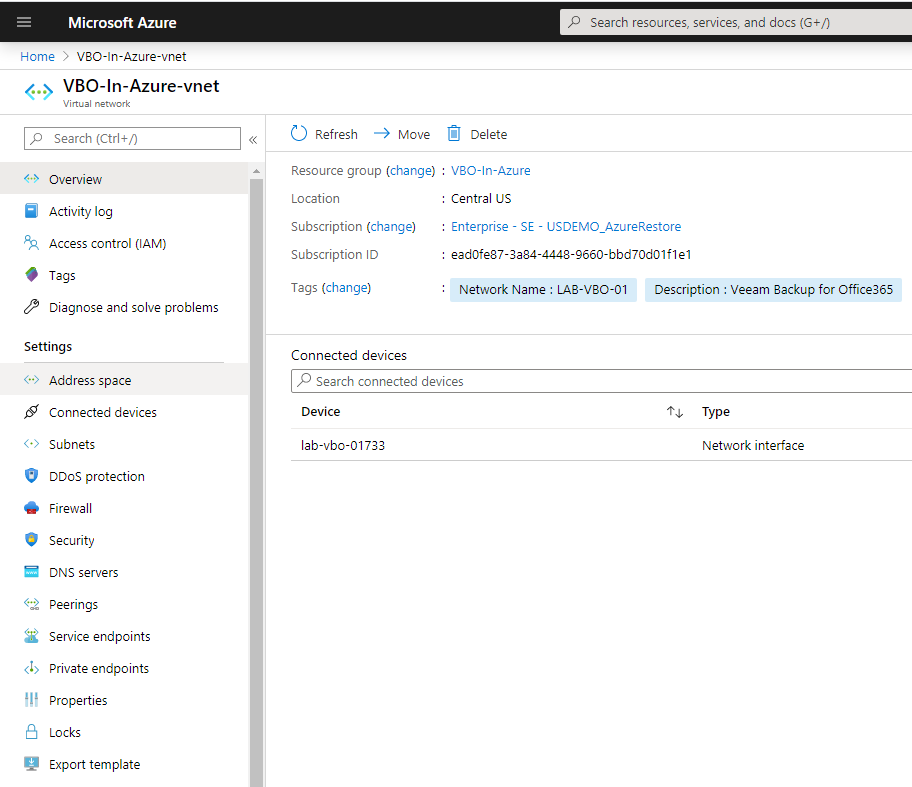 Microsoft Azure
Search resources, services, and docs (G+/)
Home > VBO-In-Azure-vnet
VBO-In-Azure-vnet
Virtual network
Search (Ctrl+/)
«
Overview
Activity log
Access control (IAM)
Tags
Diagnose and solve problems
Settings
Address space
Connected devices
Subnets
DDoS protection
Firewall
Security
DNS servers
Peerings
Service endpoints
Private endpoints
Properties
Locks
Export template
Refresh Move Delete
Resource group (change) : VBO-In-Azure
Location : Central US
Subscription (change) : Enterprise - SE - USDEMO_AzureRestore
Subscription ID : ead0fe87-3a84-4448-9660-bbd70d01f1e1
Tags (change) : Network Name : LAB-VBO-01 Description : Veeam Backup for Office365
Connected devices
Search connected devices
Device ↑↓ Type
lab-vbo-01733 Network interface